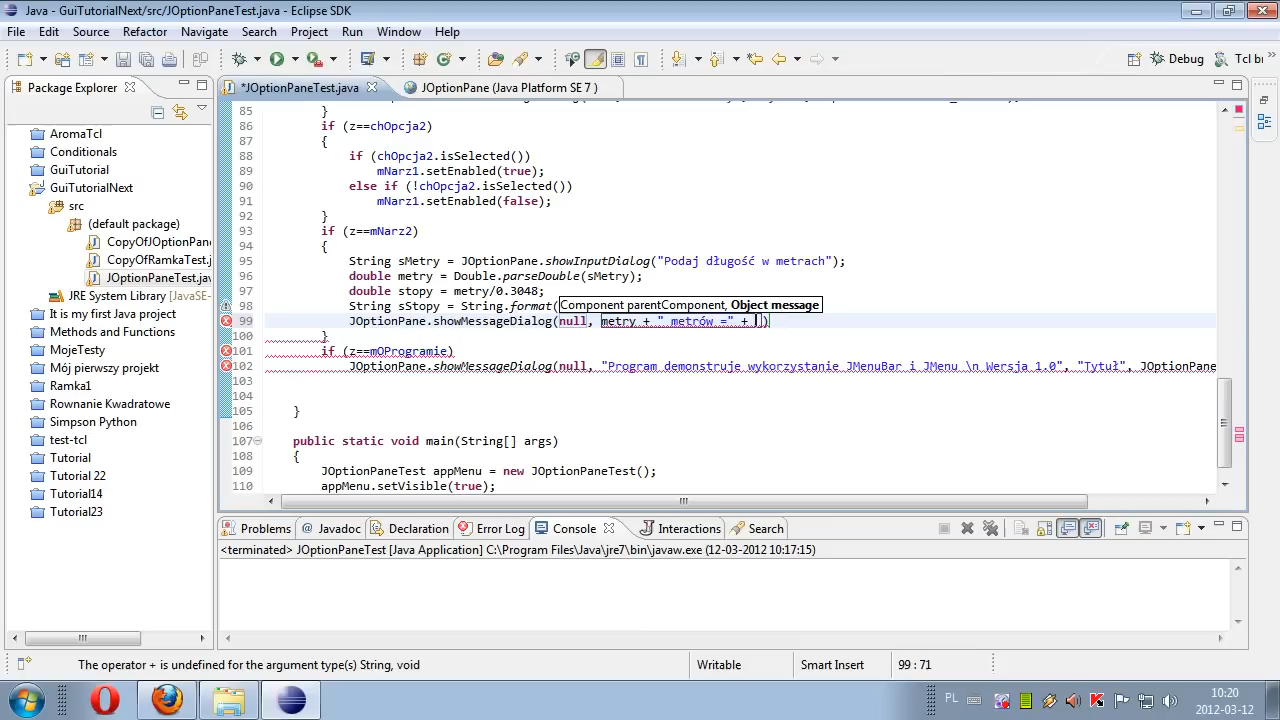 Java - GuiTutorialNext/src/JOptionPaneTest.java - Eclipse SDK
File Edit Source Refactor Navigate Search Project Run Window Help
Debug Tcl
Package Explorer
*JOptionPaneTest.java JOptionPane (Java Platform SE 7 )
AromaTcl
Conditionals
GuiTutorial
GuiTutorialNext
src
(default package)
CopyOfJOptionPan
CopyOfRamkaTest.j
JOptionPaneTest.jav
JRE System Library [JavaSE-
It is my first Java project
Methods and Functions
MojeTesty
Mój pierwszy projekt
Ramka1
Rownanie Kwadratowe
Simpson Python
test-tcl
Tutorial
Tutorial 22
Tutorial14
Tutorial23
85 }
86 if (z==chOpcja2)
87 {
88 if (chOpcja2.isSelected())
89 mNarz1.setEnabled(true);
90 else if (!chOpcja2.isSelected())
91 mNarz1.setEnabled(false);
92 }
93 if (z==mNarz2)
94 {
95 String sMetry = JOptionPane.showInputDialog("Podaj długość w metrach");
96 double metry = Double.parseDouble(sMetry);
97 double stopy = metry/0.3048;
98 String sStopy = String.format(
Component parentComponent, Object message
99 JOptionPane.showMessageDialog(null, metry + " metrów =" + )
100 }
101 if (z==mOProgramie)
102 JOptionPane.showMessageDialog(null, "Program demonstruje wykorzystanie JMenuBar i JMenu \n Wersja 1.0", "Tytuł", JOptionPane
103
104
105 }
106
107 public static void main(String[] args)
108 {
109 JOptionPaneTest appMenu = new JOptionPaneTest();
110 appMenu.setVisible(true);
Problems Javadoc Declaration Error Log Console Interactions Search
<terminated> JOptionPaneTest [Java Application] C:\Program Files\Java\jre7\bin\javaw.exe (12-03-2012 10:17:15)
The operator + is undefined for the argument type(s) String, void
Writable Smart Insert 99 : 71
PL
10:20
2012-03-12